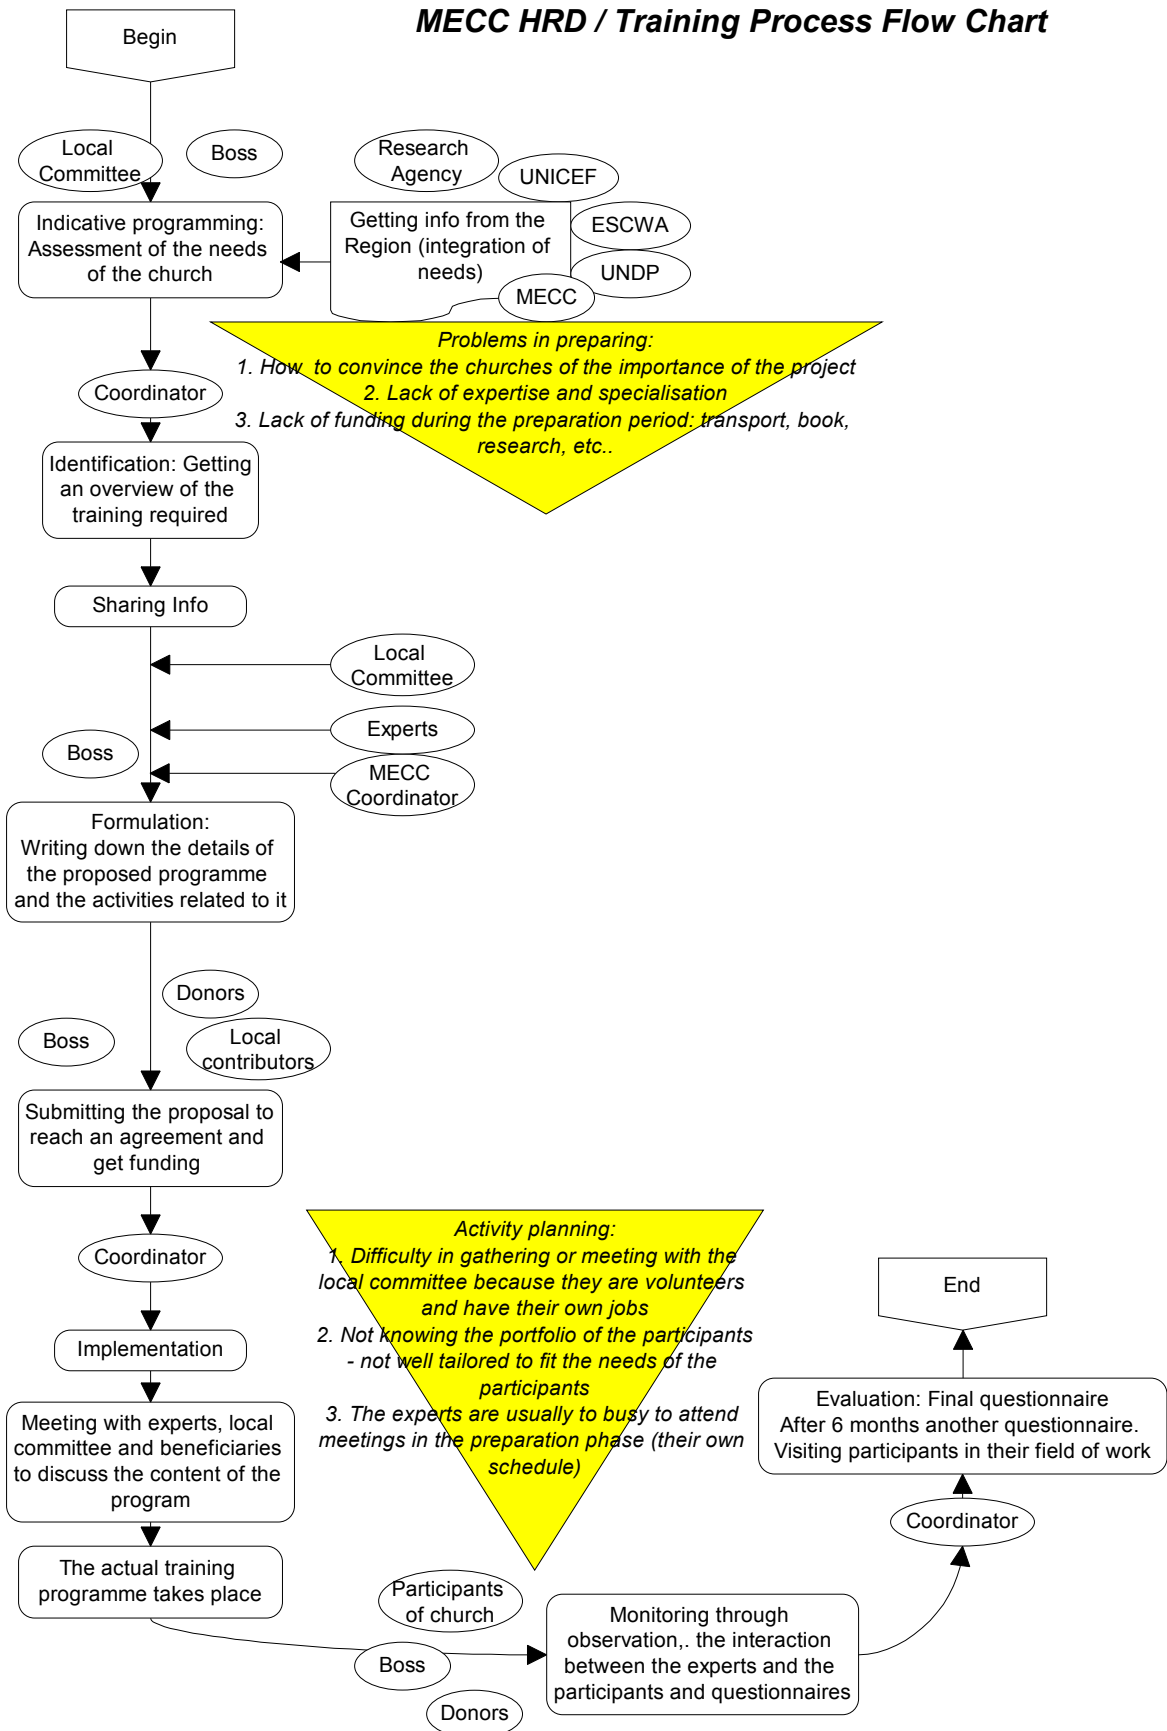 MECC HRD / Training Process Flow Chart
Begin
Local
Committee
Boss
Research
Agency
UNICEF
ESCWA
UNDP
MECC
Indicative programming:
Assessment of the needs
of the church
Getting info from the
Region (integration of
needs)
Problems in preparing:
1. How to convince the churches of the importance of the project
2. Lack of expertise and specialisation
3. Lack of funding during the preparation period: transport, book,
research, etc..
Coordinator
Identification: Getting
an overview of the
training required
Sharing Info
Local
Committee
Experts
Boss
MECC
Coordinator
Formulation:
Writing down the details of
the proposed programme
and the activities related to it
Donors
Boss
Local
contributors
Submitting the proposal to
reach an agreement and
get funding
Coordinator
Implementation
Meeting with experts, local
committee and beneficiaries
to discuss the content of the
program
The actual training
programme takes place
Activity planning:
1. Difficulty in gathering or meeting with the
local committee because they are volunteers
and have their own jobs
2. Not knowing the portfolio of the participants
- not well tailored to fit the needs of the
participants
3. The experts are usually to busy to attend
meetings in the preparation phase (their own
schedule)
Participants
of church
Boss
Donors
Monitoring through
observation,. the interaction
between the experts and the
participants and questionnaires
Coordinator
Evaluation: Final questionnaire
After 6 months another questionnaire.
Visiting participants in their field of work
End